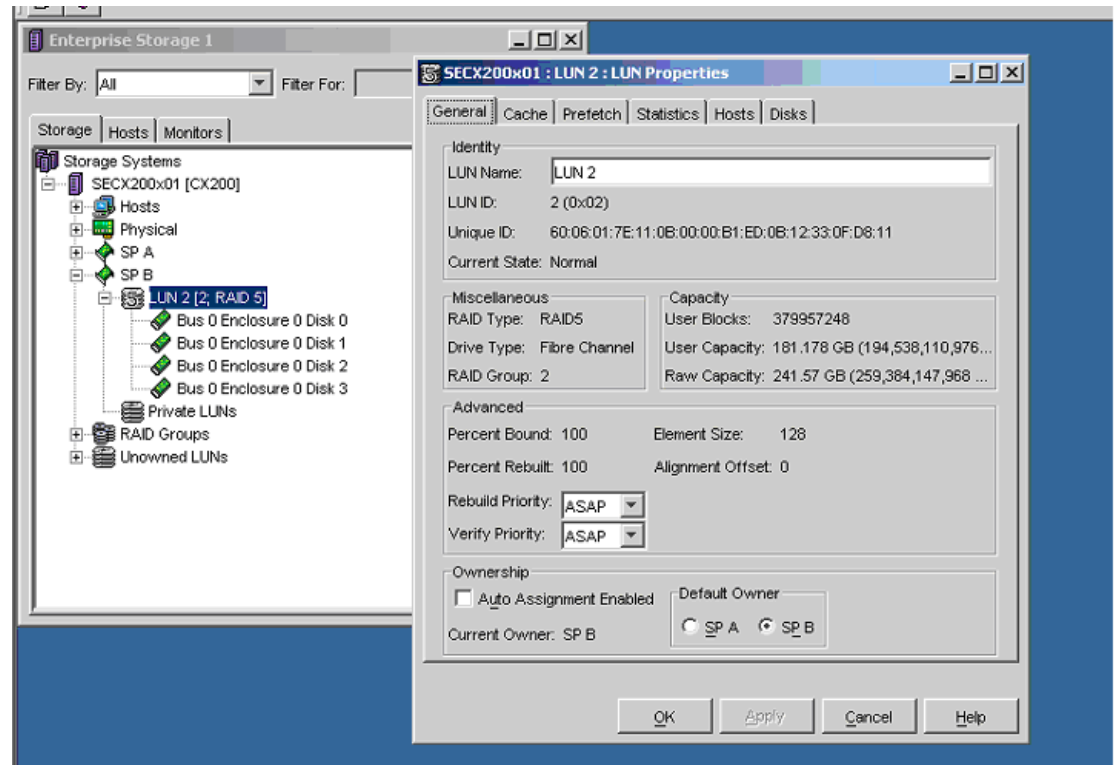 Enterprise Storage 1
Filter By: All Filter For:
Storage Hosts Monitors
Storage Systems
SECX200x01 [CX200]
Hosts
Physical
SP A
SP B
LUN 2 [2; RAID 5]
Bus 0 Enclosure 0 Disk 0
Bus 0 Enclosure 0 Disk 1
Bus 0 Enclosure 0 Disk 2
Bus 0 Enclosure 0 Disk 3
Private LUNs
RAID Groups
Unowned LUNs
SECX200x01 : LUN 2 : LUN Properties
General Cache Prefetch Statistics Hosts Disks
Identity
LUN Name: LUN 2
LUN ID: 2 (0x02)
Unique ID: 60:06:01:7E:11:0B:00:00:B1:ED:0B:12:33:0F:D8:11
Current State: Normal
Miscellaneous
RAID Type: RAID5
Drive Type: Fibre Channel
RAID Group: 2
Capacity
User Blocks: 379957248
User Capacity: 181.178 GB (194,538,110,976...
Raw Capacity: 241.57 GB (259,384,147,968 ...
Advanced
Percent Bound: 100 Element Size: 128
Percent Rebuilt: 100 Alignment Offset: 0
Rebuild Priority: ASAP
Verify Priority: ASAP
Ownership
Auto Assignment Enabled
Current Owner: SP B
Default Owner
SP A SP B
OK Apply Cancel Help